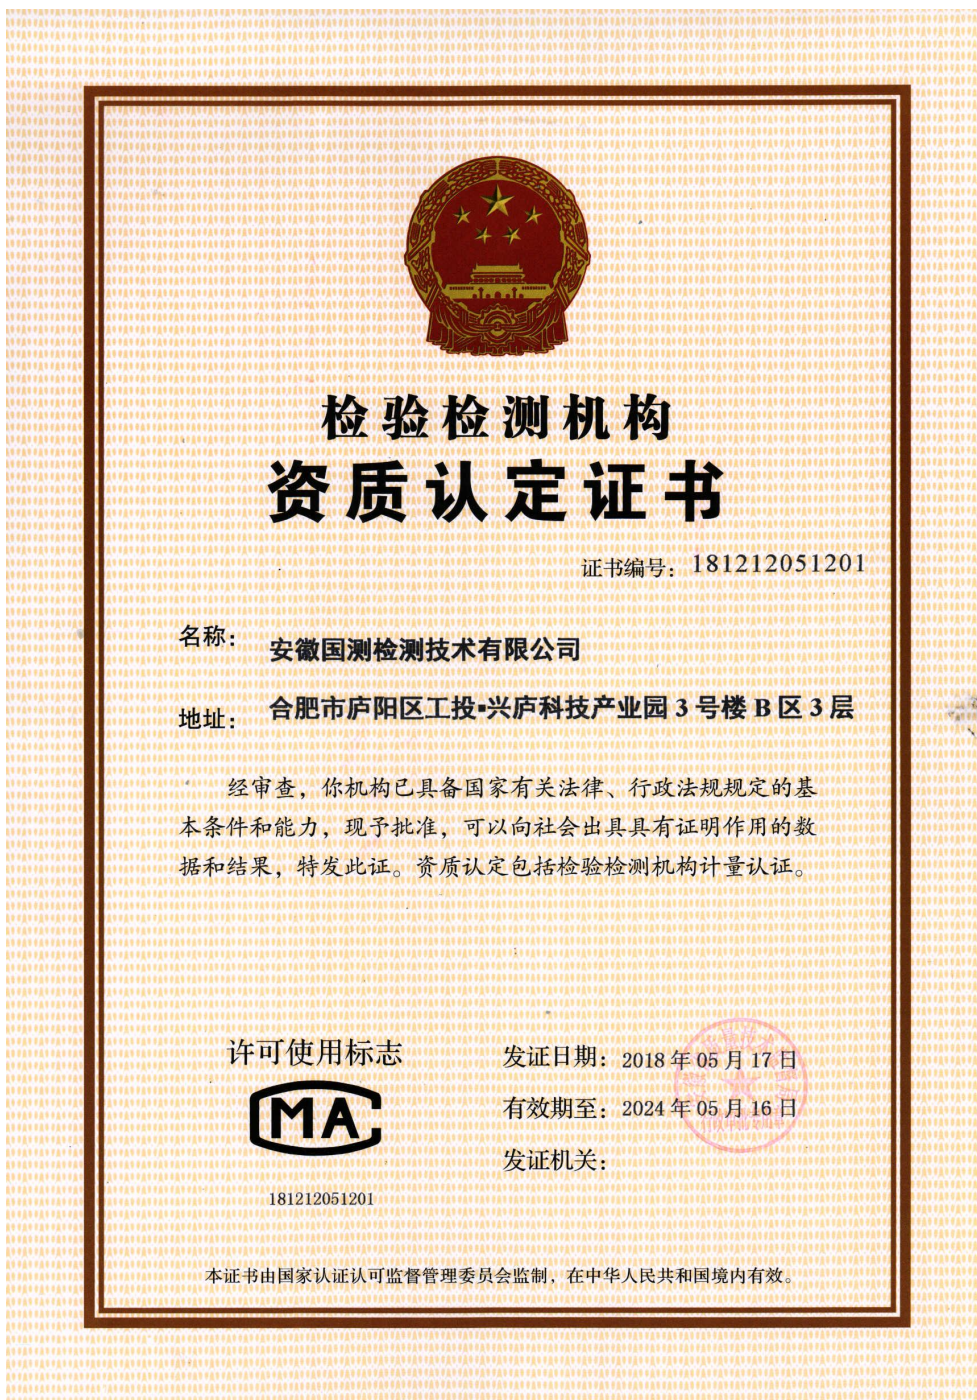 检验检测机构
资质认定证书
证书编号：181212051201
名称：安徽国测检测技术有限公司
地址：合肥市庐阳区工投▪兴庐科技产业园3号楼B区3层
经审查，你机构已具备国家有关法律、行政法规规定的基
本条件和能力，现予批准，可以向社会出具具有证明作用的数
据和结果，特发此证。资质认定包括检验检测机构计量认证。
许可使用标志
MA
181212051201
发证日期：2018年05月17日
有效期至：2024年05月16日
发证机关：
本证书由国家认证认可监督管理委员会监制，在中华人民共和国境内有效。